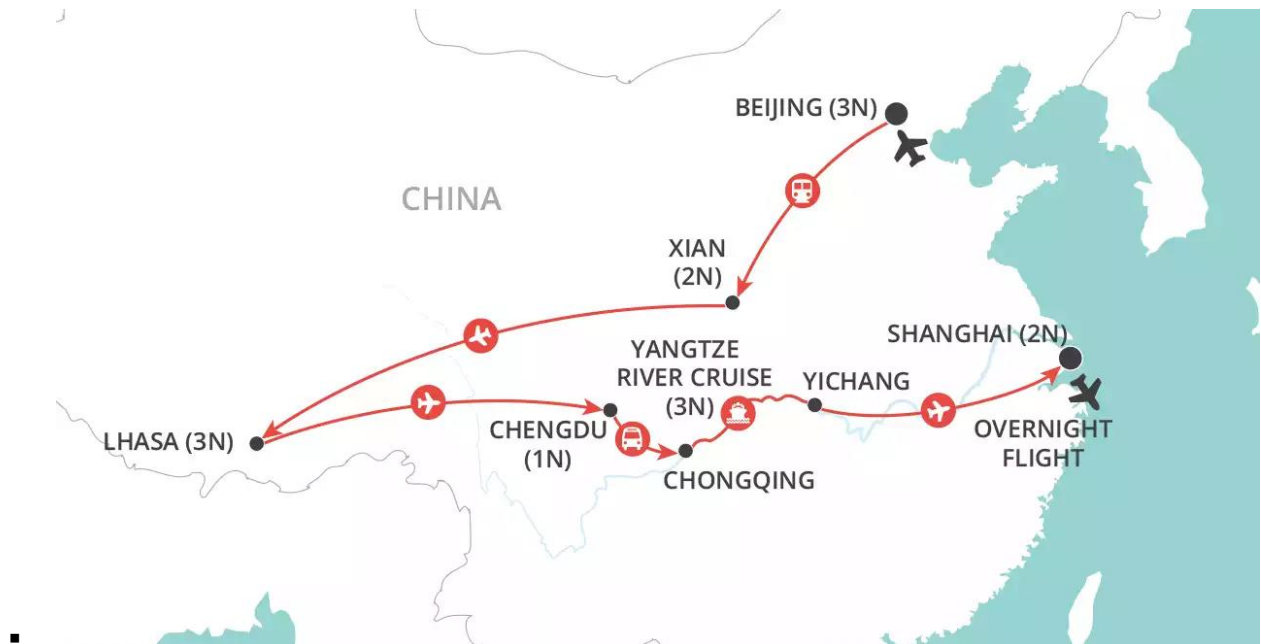 BEIJING (3N)
CHINA
XIAN
(2N)
SHANGHAI (2N)
YANGTZE
RIVER CRUISE
(3N)
YICHANG
LHASA (3N)
CHENGDU
(1N)
OVERNIGHT
FLIGHT
CHONGQING